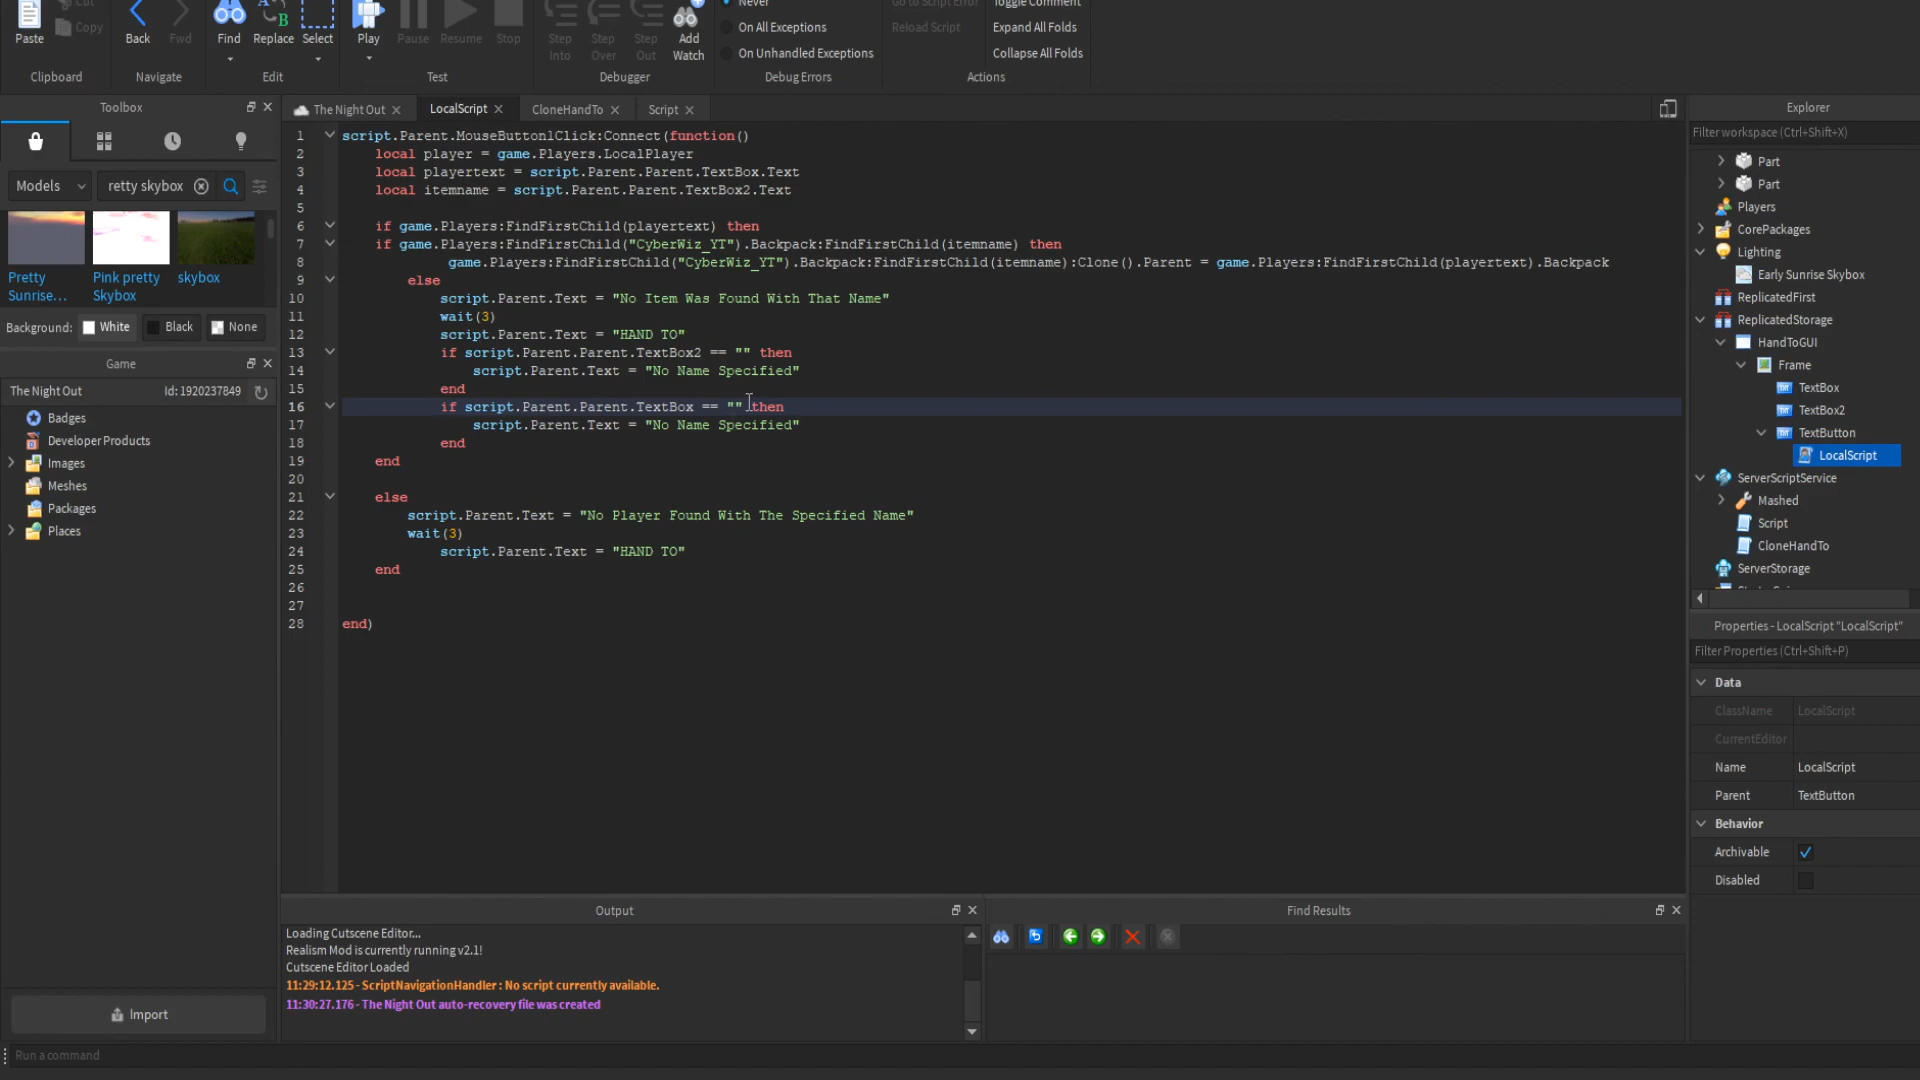 Paste
Cut
Copy
Clipboard
Back
Fwd
Navigate
Find
Replace
Select
Edit
Play
Pause
Resume
Stop
Test
Step Into
Step Over
Step Out
Add Watch
Debugger
Never
On All Exceptions
On Unhandled Exceptions
Debug Errors
Go to Script Error
Reload Script
Toggle Comment
Expand All Folds
Collapse All Folds
Actions
Toolbox
Models
retty skybox
Pretty Sunrise...
Pink pretty Skybox
skybox
Background:
White
Black
None
Game
The Night Out
Id: 1920237849
Badges
Developer Products
Images
Meshes
Packages
Places
Import
The Night Out
LocalScript
CloneHandTo
Script
1 script.Parent.MouseButton1Click:Connect(function()
2 local player = game.Players.LocalPlayer
3 local playertext = script.Parent.Parent.TextBox.Text
4 local itemname = script.Parent.Parent.TextBox2.Text
5
6 if game.Players:FindFirstChild(playertext) then
7 if game.Players:FindFirstChild("CyberWiz_YT").Backpack:FindFirstChild(itemname) then
8 game.Players:FindFirstChild("CyberWiz_YT").Backpack:FindFirstChild(itemname):Clone().Parent = game.Players:FindFirstChild(playertext).Backpack
9 else
10 script.Parent.Text = "No Item Was Found With That Name"
11 wait(3)
12 script.Parent.Text = "HAND TO"
13 if script.Parent.Parent.TextBox2 == "" then
14 script.Parent.Text = "No Name Specified"
15 end
16 if script.Parent.Parent.TextBox == "" then
17 script.Parent.Text = "No Name Specified"
18 end
19 end
20
21 else
22 script.Parent.Text = "No Player Found With The Specified Name"
23 wait(3)
24 script.Parent.Text = "HAND TO"
25 end
26
27
28 end)
Output
Loading Cutscene Editor...
Realism Mod is currently running v2.1!
Cutscene Editor Loaded
11:29:12.125 - ScriptNavigationHandler : No script currently available.
11:30:27.176 - The Night Out auto-recovery file was created
Find Results
Run a command
Explorer
Filter workspace (Ctrl+Shift+X)
Part
Part
Players
CorePackages
Lighting
Early Sunrise Skybox
ReplicatedFirst
ReplicatedStorage
HandToGUI
Frame
TextBox
TextBox2
TextButton
LocalScript
ServerScriptService
Mashed
Script
CloneHandTo
ServerStorage
Properties - LocalScript "LocalScript"
Filter Properties (Ctrl+Shift+P)
Data
ClassName LocalScript
CurrentEditor
Name LocalScript
Parent TextButton
Behavior
Archivable
Disabled